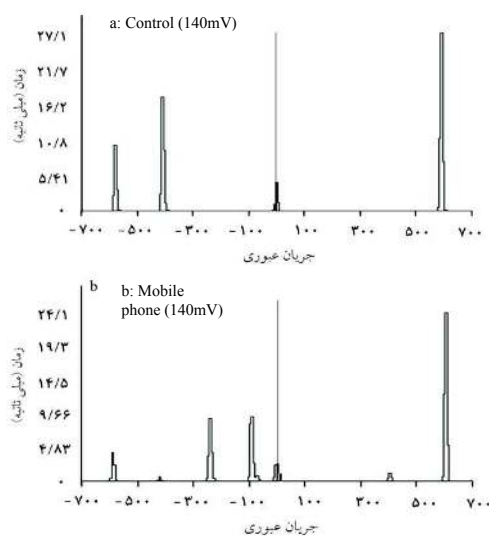 a: Control (140mV)
۲۷/۱
۲۱/۷
۱۶/۲
۱۰/۸
۵/۴۱
۰
زمان (میلی ثانیه)
-۷۰۰ -۵۰۰ -۳۰۰ -۱۰۰ ۱۰۰ ۳۰۰ ۵۰۰ ۷۰۰
جریان عبوری
b
b: Mobile
phone (140mV)
۲۴/۱
۱۹/۳
۱۴/۵
۹/۶۶
۴/۸۳
۰
زمان (میلی ثانیه)
-۷۰۰ -۵۰۰ -۳۰۰ -۱۰۰ ۱۰۰ ۳۰۰ ۵۰۰ ۷۰۰
جریان عبوری